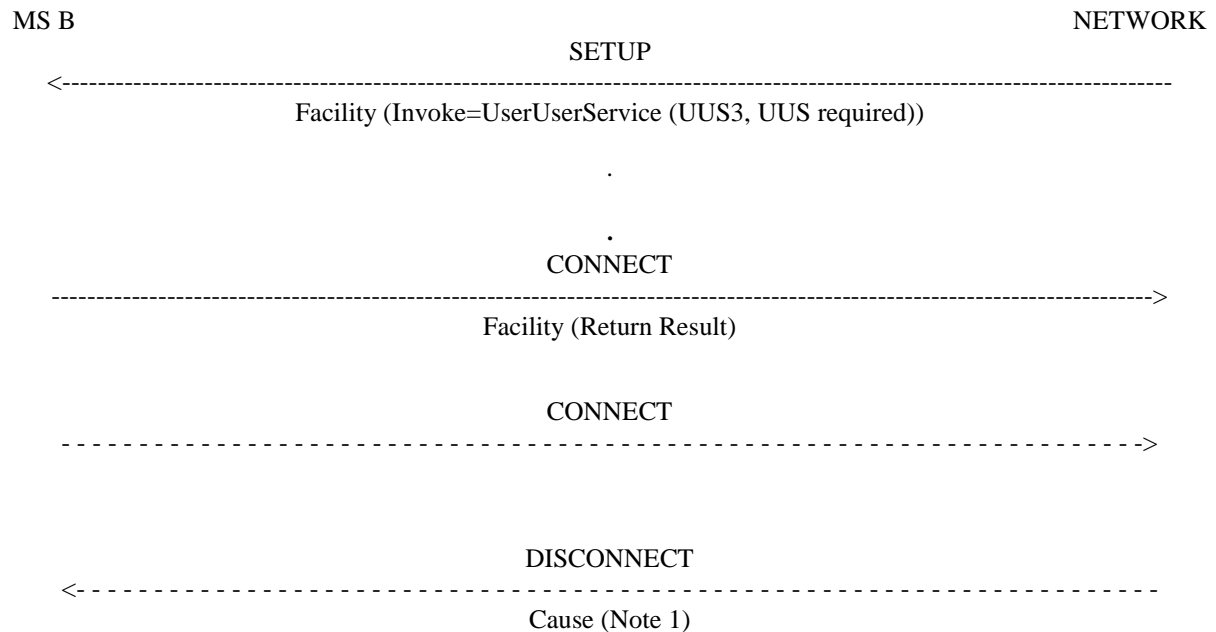 MS B NETWORK
SETUP
<---------------------------------------------------------------------------------------------------------------------------
Facility (Invoke=UserUserService (UUS3, UUS required))
.
.
CONNECT
--------------------------------------------------------------------------------------------------------------------------->
Facility (Return Result)
CONNECT
- - - - - - - - - - - - - - - - - - - - - - - - - - - - - - - - - - - - - - - - - - - - - - - - - - - - - - - - - - - - - - - - - - - - - - ->
DISCONNECT
<- - - - - - - - - - - - - - - - - - - - - - - - - - - - - - - - - - - - - - - - - - - - - - - - - - - - - - - - - - - - - - - - - - - - - -
Cause (Note 1)